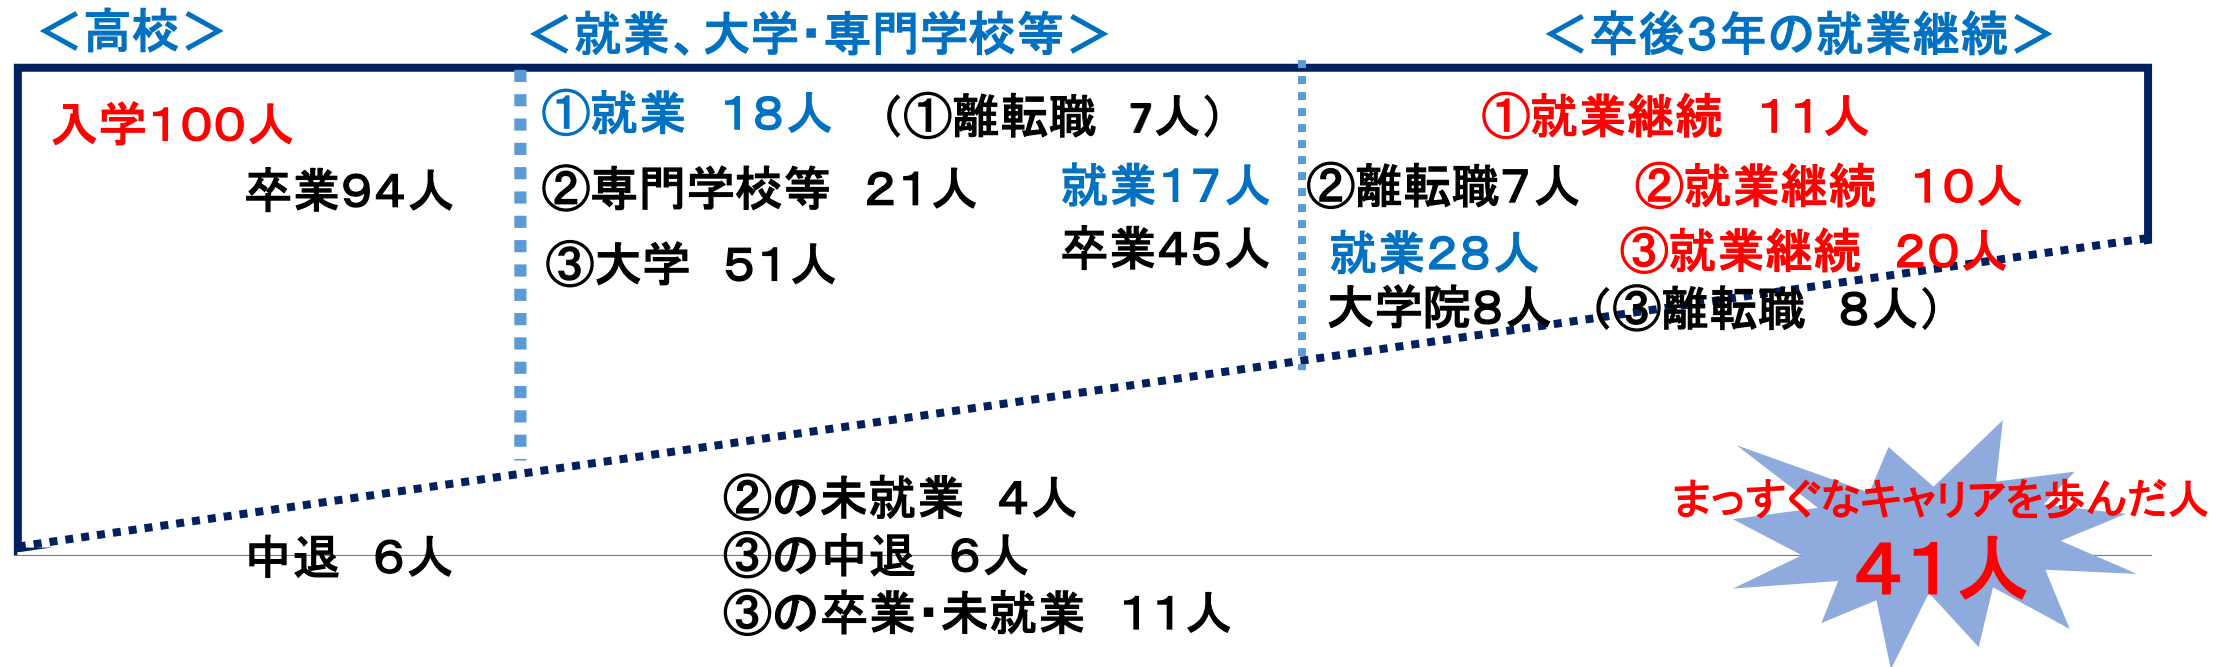 ＜高校＞
＜就業、大学・専門学校等＞
＜卒後３年の就業継続＞
入学１００人
卒業９４人
中退　６人
①就業　１８人　（①離転職　7人）
②専門学校等　２１人
③大学　５１人
就業１７人
卒業４５人
②の未就業　４人
③の中退　６人
③の卒業・未就業　１１人
①就業継続　１１人
②離転職7人　②就業継続　１０人
就業２８人　③就業継続　２０人
大学院８人　（③離転職　８人）
まっすぐなキャリアを歩んだ人
４１人